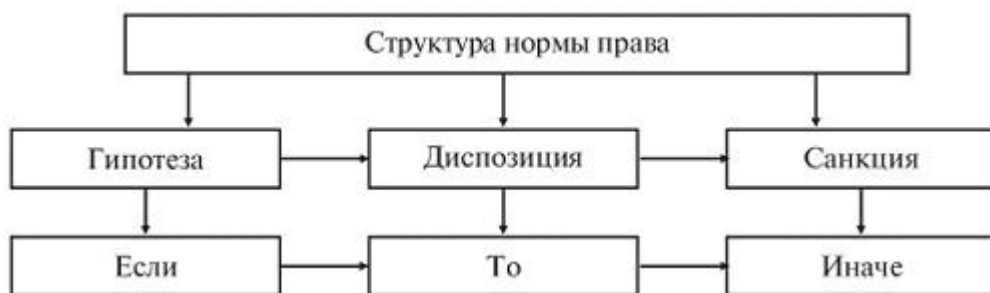 Структура нормы права
Гипотеза
Диспозиция
Санкция
Если
То
Иначе